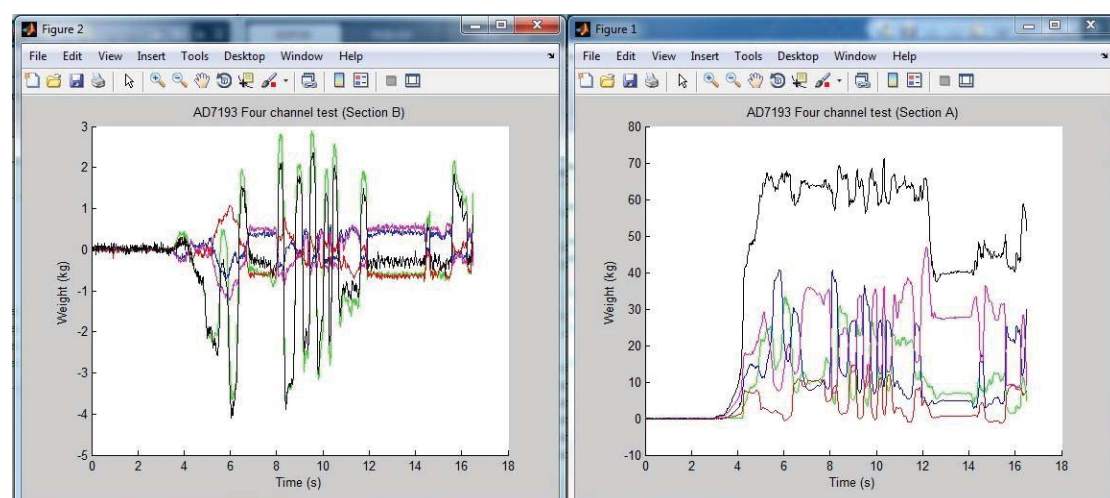 Figure 2
File Edit View Insert Tools Desktop Window Help
AD7193 Four channel test (Section B)
3
2
1
0
-1
-2
-3
-4
-5
Weight (kg)
0 2 4 6 8 10 12 14 16 18
Time (s)
Figure 1
File Edit View Insert Tools Desktop Window Help
AD7193 Four channel test (Section A)
80
70
60
50
40
30
20
10
0
-10
Weight (kg)
0 2 4 6 8 10 12 14 16 18
Time (s)